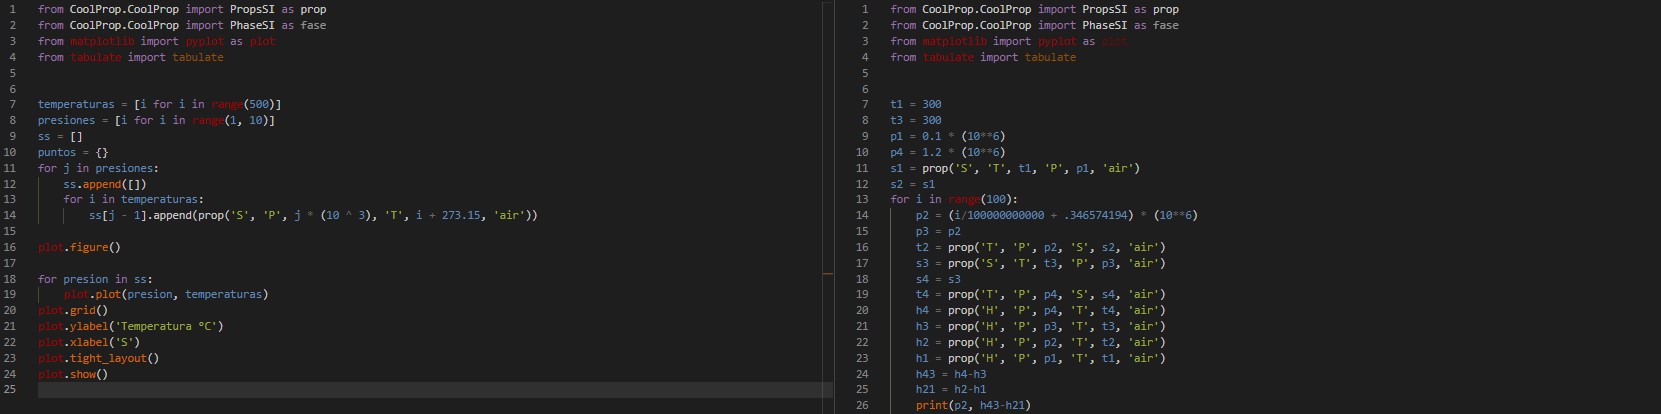 1 from CoolProp.CoolProp import PropsSI as prop
2 from CoolProp.CoolProp import PhaseSI as fase
3 from matplotlib import pyplot as plot
4 from tabulate import tabulate
5
6
7 temperaturas = [i for i in range(500)]
8 presiones = [i for i in range(1, 10)]
9 ss = []
10 puntos = {}
11 for j in presiones:
12     ss.append([])
13     for i in temperaturas:
14         ss[j - 1].append(prop('S', 'P', j * (10 ^ 3), 'T', i + 273.15, 'air'))
15
16 plot.figure()
17
18 for presion in ss:
19     plot.plot(presion, temperaturas)
20 plot.grid()
21 plot.ylabel('Temperatura ºC')
22 plot.xlabel('S')
23 plot.tight_layout()
24 plot.show()
25
1 from CoolProp.CoolProp import PropsSI as prop
2 from CoolProp.CoolProp import PhaseSI as fase
3 from matplotlib import pyplot as plot
4 from tabulate import tabulate
5
6
7 t1 = 300
8 t3 = 300
9 p1 = 0.1 * (10**6)
10 p4 = 1.2 * (10**6)
11 s1 = prop('S', 'T', t1, 'P', p1, 'air')
12 s2 = s1
13 for i in range(100):
14     p2 = (i/100000000000 + .346574194) * (10**6)
15     p3 = p2
16     t2 = prop('T', 'P', p2, 'S', s2, 'air')
17     s3 = prop('S', 'T', t3, 'P', p3, 'air')
18     s4 = s3
19     t4 = prop('T', 'P', p4, 'S', s4, 'air')
20     h4 = prop('H', 'P', p4, 'T', t4, 'air')
21     h3 = prop('H', 'P', p3, 'T', t3, 'air')
22     h2 = prop('H', 'P', p2, 'T', t2, 'air')
23     h1 = prop('H', 'P', p1, 'T', t1, 'air')
24     h43 = h4-h3
25     h21 = h2-h1
26     print(p2, h43-h21)